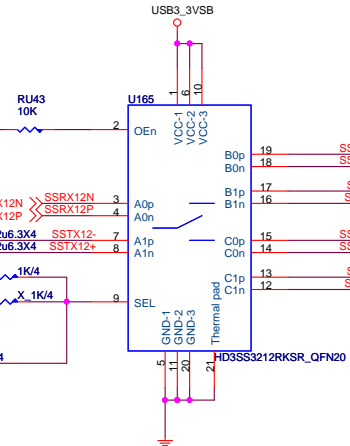 USB3_3VSB
RU43
10K
U165
1
6
10
VCC-1
VCC-2
VCC-3
2
OEn
B0p
19
B0n
18
B1p
17
B1n
16
SSRX12N
3
A0p
X12N
SSRX12P
4
A0n
X12P
2u6.3X4
SSTX12-
7
A1p
C0p
15
2u6.3X4
SSTX12+
8
A1n
C0n
14
1K/4
C1p
13
C1n
12
X_1K/4
9
SEL
GND-1
GND-2
GND-3
Thermal pad
5
11
20
21
HD3SS3212RKSR_QFN20